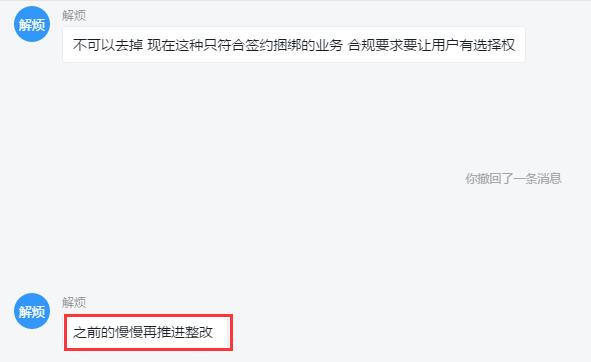 解烦
解烦
不可以去掉 现在这种只符合签约捆绑的业务 合规要求要让用户有选择权
你撤回了一条消息
解烦
解烦
之前的慢慢再推进整改